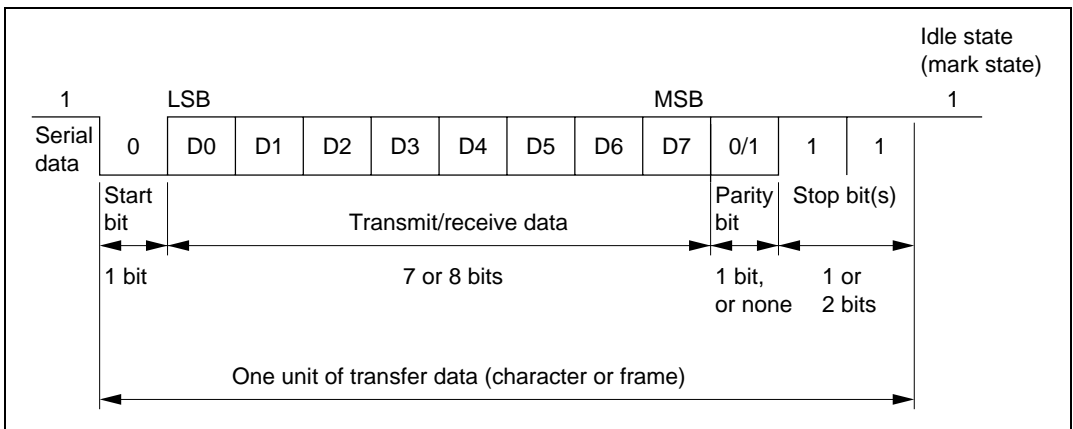 Idle state
(mark state)
1 LSB MSB 1
Serial
data
0 D0 D1 D2 D3 D4 D5 D6 D7 0/1 1 1
Start
bit
Transmit/receive data
Parity
bit
Stop bit(s)
1 bit
7 or 8 bits
1 bit,
or none
1 or
2 bits
One unit of transfer data (character or frame)